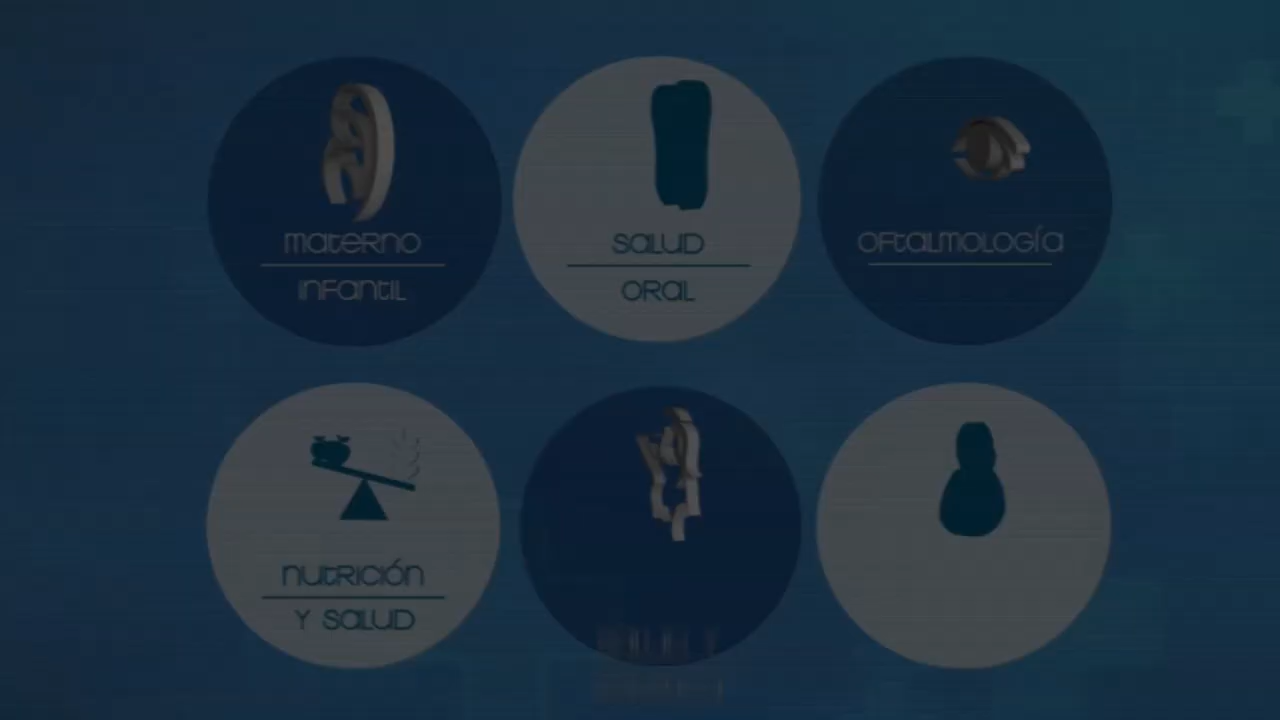 MATERNO
INFANTIL
SALUD
ORAL
OFTALMOLOGÍA
NUTRICIÓN
Y SALUD